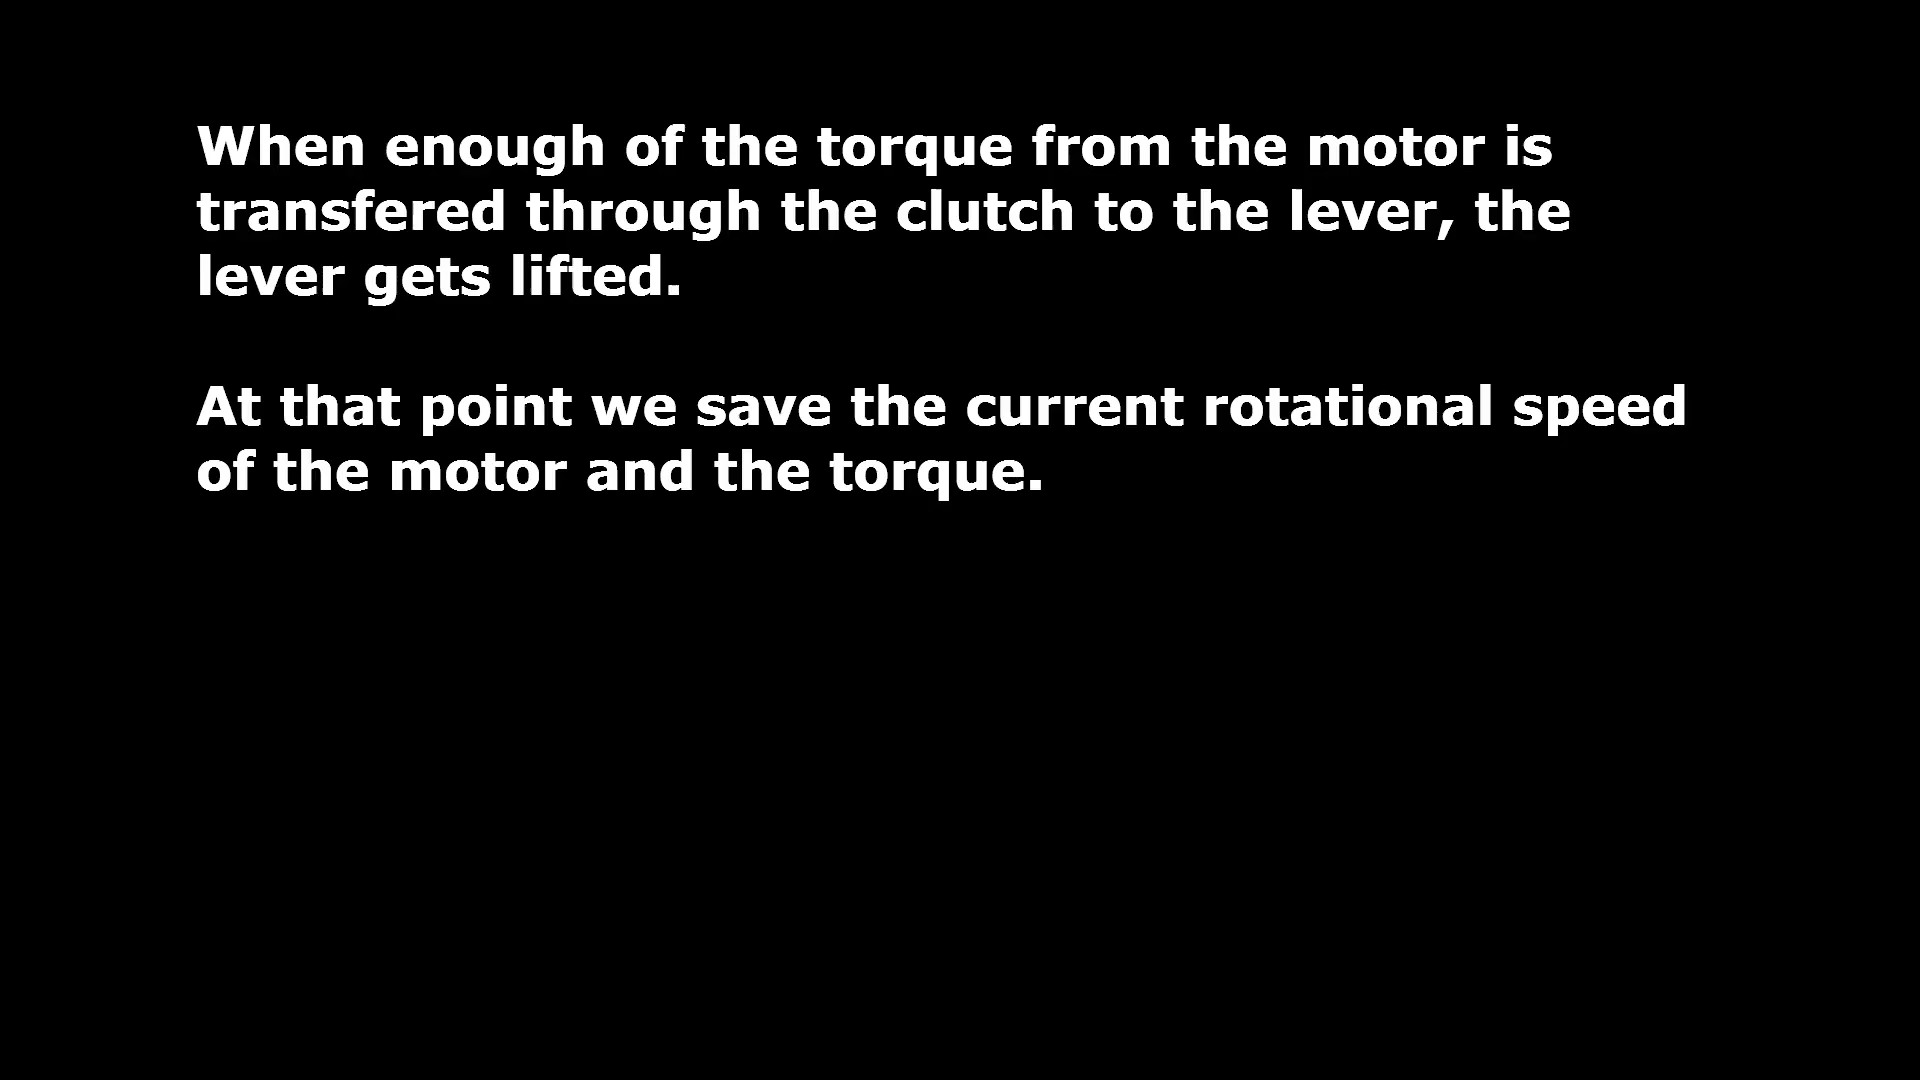 When enough of the torque from the motor is
transfered through the clutch to the lever, the
lever gets lifted.
At that point we save the current rotational speed
of the motor and the torque.